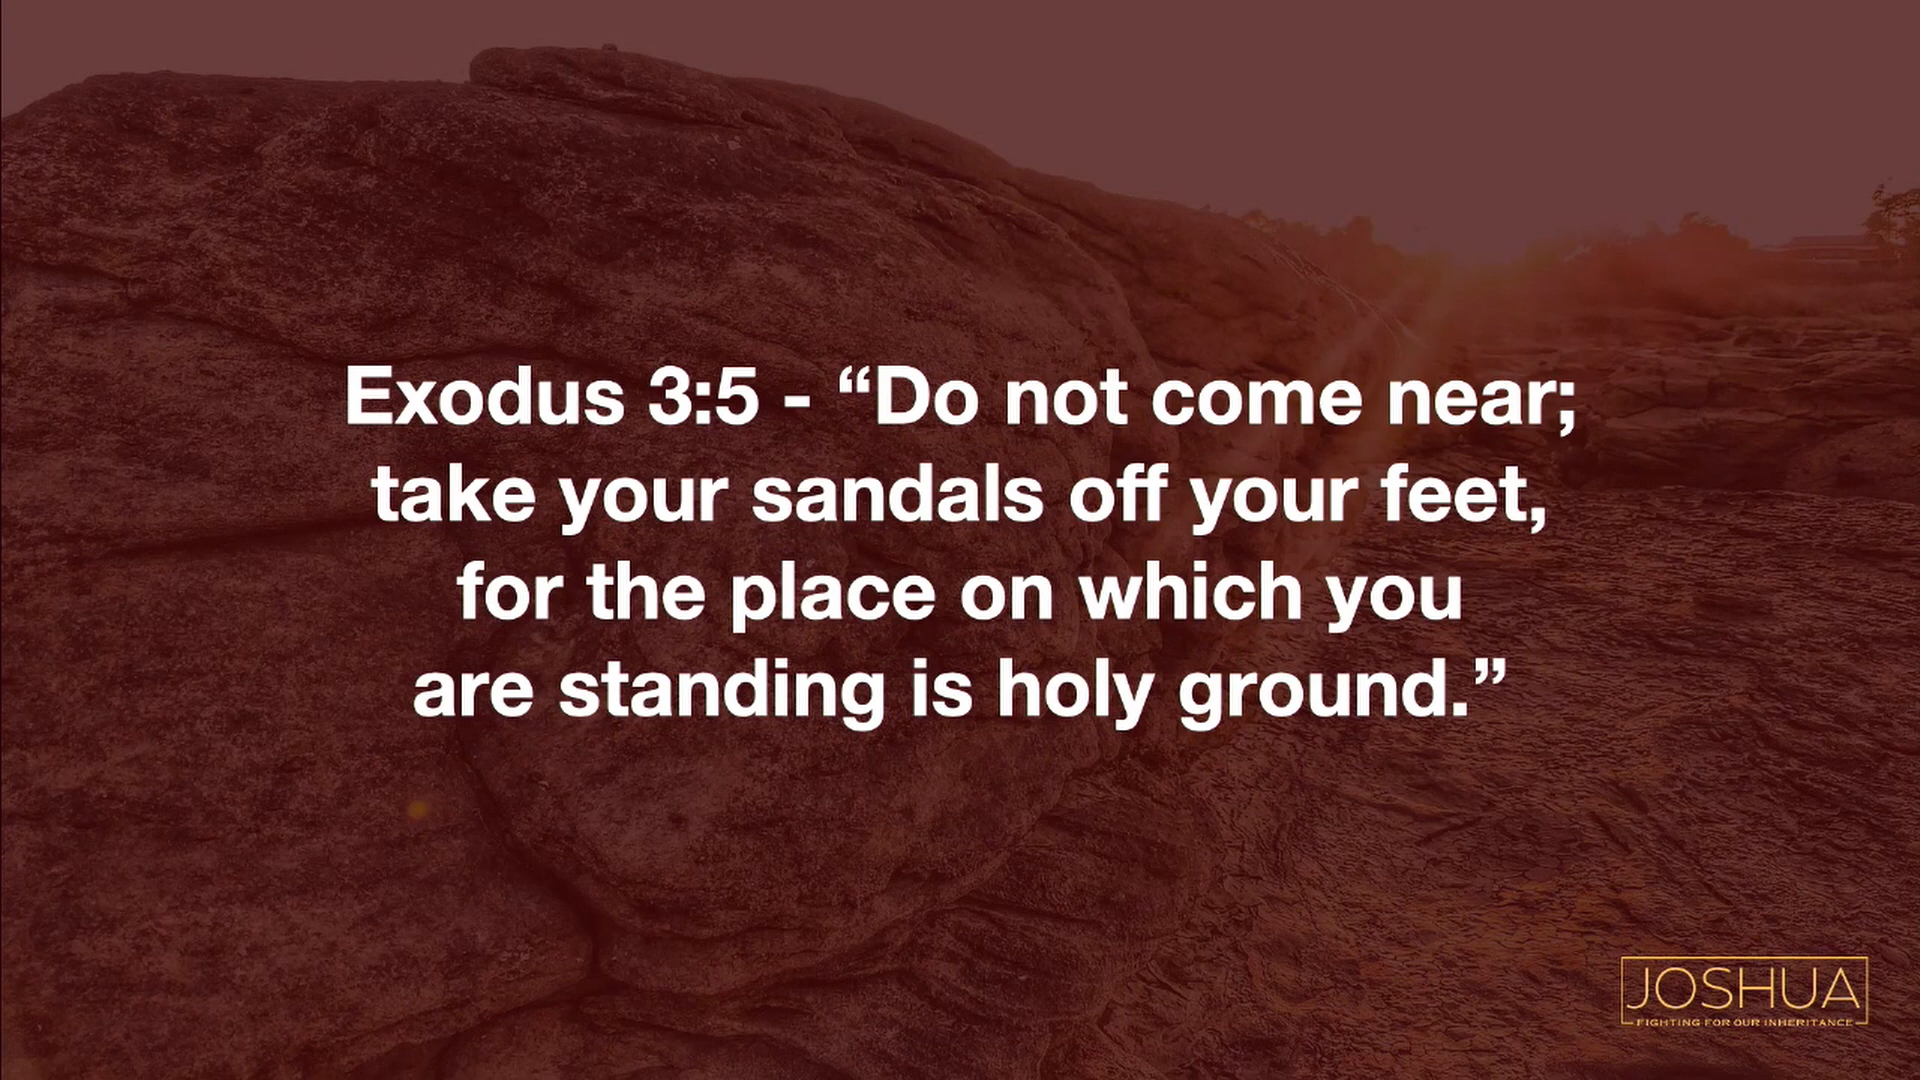 Exodus 3:5 - “Do not come near;
take your sandals off your feet,
for the place on which you
are standing is holy ground.”
JOSHUA
FIGHTING FOR OUR INHERITANCE